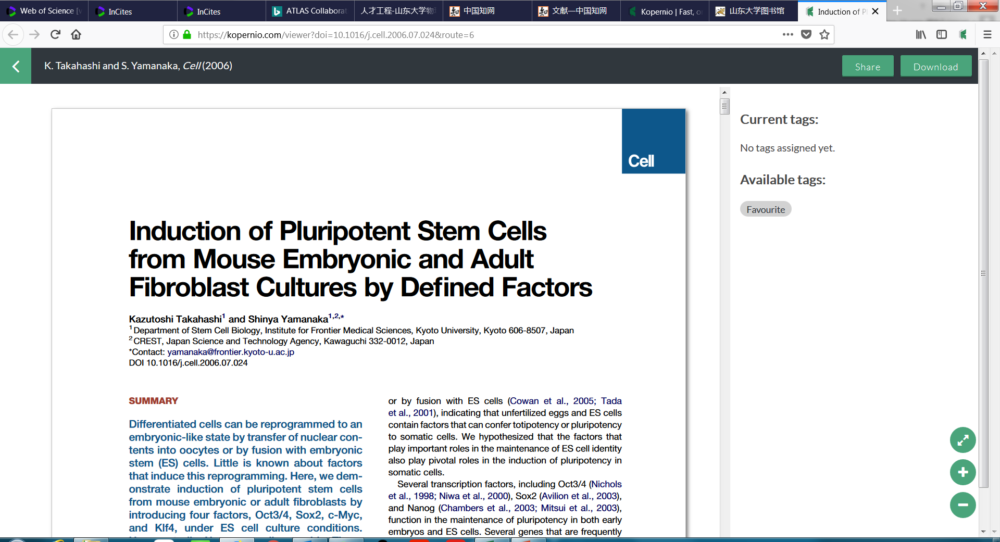 Web of Science [v
InCites
InCites
ATLAS Collaborat
人才工程-山东大学物
中国知网
文献—中国知网
Kopernio | Fast, o
山东大学图书馆
Induction of P
https://kopernio.com/viewer?doi=10.1016/j.cell.2006.07.024&route=6
K. Takahashi and S. Yamanaka, Cell (2006)
Share
Download
Cell
Induction of Pluripotent Stem Cells
from Mouse Embryonic and Adult
Fibroblast Cultures by Defined Factors
Kazutoshi Takahashi1 and Shinya Yamanaka1,2,*
1 Department of Stem Cell Biology, Institute for Frontier Medical Sciences, Kyoto University, Kyoto 606-8507, Japan
2 CREST, Japan Science and Technology Agency, Kawaguchi 332-0012, Japan
*Contact: yamanaka@frontier.kyoto-u.ac.jp
DOI 10.1016/j.cell.2006.07.024
SUMMARY
Differentiated cells can be reprogrammed to an
embryonic-like state by transfer of nuclear con-
tents into oocytes or by fusion with embryonic
stem (ES) cells. Little is known about factors
that induce this reprogramming. Here, we dem-
onstrate induction of pluripotent stem cells
from mouse embryonic or adult fibroblasts by
introducing four factors, Oct3/4, Sox2, c-Myc,
and Klf4, under ES cell culture conditions.
or by fusion with ES cells (Cowan et al., 2005; Tada
et al., 2001), indicating that unfertilized eggs and ES cells
contain factors that can confer totipotency or pluripotency
to somatic cells. We hypothesized that the factors that
play important roles in the maintenance of ES cell identity
also play pivotal roles in the induction of pluripotency in
somatic cells.
Several transcription factors, including Oct3/4 (Nichols
et al., 1998; Niwa et al., 2000), Sox2 (Avilion et al., 2003),
and Nanog (Chambers et al., 2003; Mitsui et al., 2003),
function in the maintenance of pluripotency in both early
embryos and ES cells. Several genes that are frequently
Current tags:
No tags assigned yet.
Available tags:
Favourite